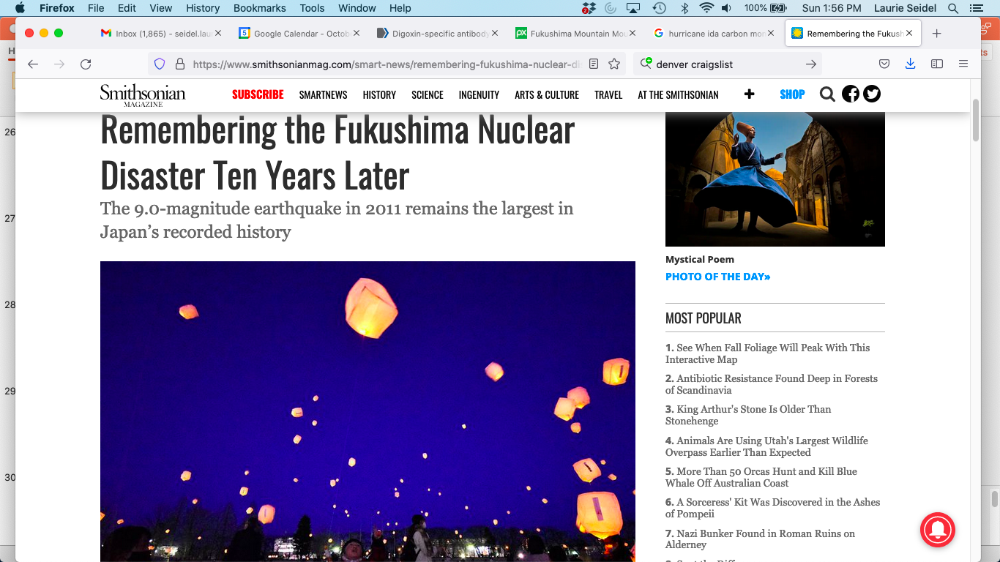 Firefox File Edit View History Bookmarks Tools Window Help 2 100% Sun 1:56 PM Laurie Seidel
Inbox (1,865) - seidel.lau Google Calendar - Octob Digoxin-specific antibody Fukushima Mountain Mou hurricane ida carbon mon Remembering the Fukush
https://www.smithsonianmag.com/smart-news/remembering-fukushima-nuclear-di denver craigslist
Smithsonian
MAGAZINE
SUBSCRIBE SMARTNEWS HISTORY SCIENCE INGENUITY ARTS & CULTURE TRAVEL AT THE SMITHSONIAN SHOP
Remembering the Fukushima Nuclear
Disaster Ten Years Later
The 9.0-magnitude earthquake in 2011 remains the largest in
Japan's recorded history
Mystical Poem
PHOTO OF THE DAY»
MOST POPULAR
1. See When Fall Foliage Will Peak With This
Interactive Map
2. Antibiotic Resistance Found Deep in Forests
of Scandinavia
3. King Arthur's Stone Is Older Than
Stonehenge
4. Animals Are Using Utah's Largest Wildlife
Overpass Earlier Than Expected
5. More Than 50 Orcas Hunt and Kill Blue
Whale Off Australian Coast
6. A Sorceress' Kit Was Discovered in the Ashes
of Pompeii
7. Nazi Bunker Found in Roman Ruins on
Alderney
26
27
28
29
30